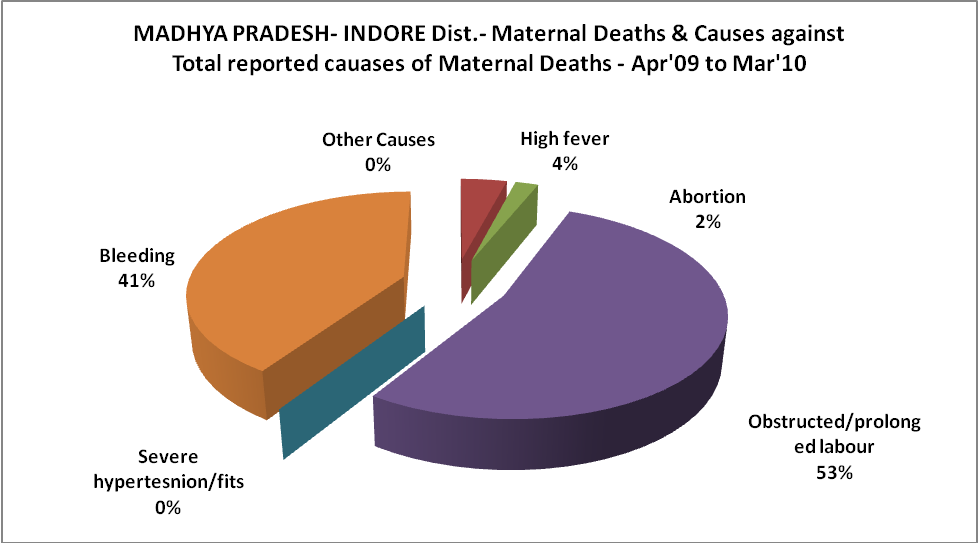 MADHYA PRADESH- INDORE Dist.- Maternal Deaths & Causes against
Total reported cauases of Maternal Deaths - Apr'09 to Mar'10
Other Causes
0%
High fever
4%
Abortion
2%
Bleeding
41%
Obstructed/prolong
ed labour
53%
Severe
hypertesnion/fits
0%